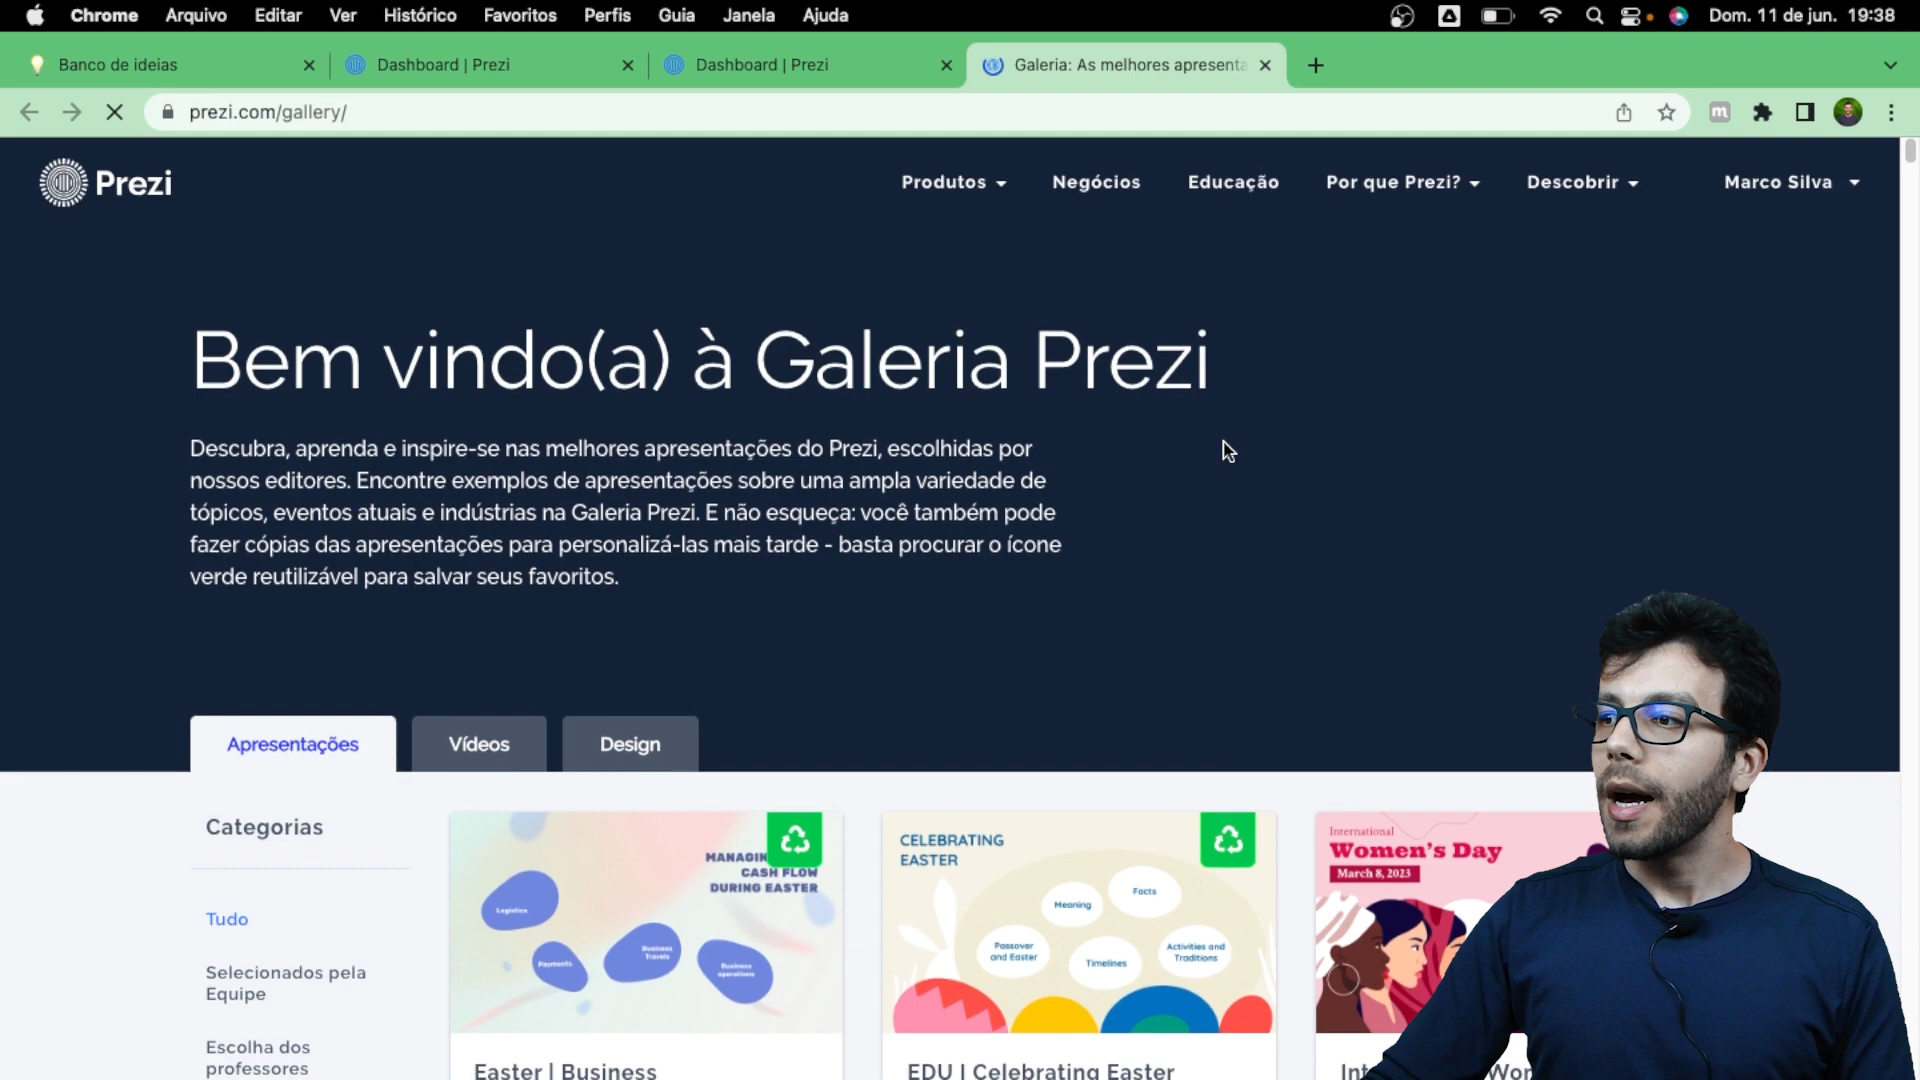 Chrome Arquivo Editar Ver Histórico Favoritos Perfis Guia Janela Ajuda Dom. 11 de jun. 19:38
Banco de ideias Dashboard | Prezi Dashboard | Prezi Galeria: As melhores apresenta
prezi.com/gallery/
Prezi Produtos Negócios Educação Por que Prezi? Descobrir Marco Silva
Bem vindo(a) à Galeria Prezi
Descubra, aprenda e inspire-se nas melhores apresentações do Prezi, escolhidas por
nossos editores. Encontre exemplos de apresentações sobre uma ampla variedade de
tópicos, eventos atuais e indústrias na Galeria Prezi. E não esqueça: você também pode
fazer cópias das apresentações para personalizá-las mais tarde - basta procurar o ícone
verde reutilizável para salvar seus favoritos.
Apresentações Vídeos Design
Categorias
Tudo
Selecionados pela
Equipe
Escolha dos
professores
CASH FLOW
DURING EASTER
Logistics
Payments
Business
Travels
Business
operations
Easter | Business
CELEBRATING
EASTER
Meaning
Facts
Passover
and Easter
Timelines
Activities and
Traditions
EDU | Celebrating Easter
International
Women's Day
March 8, 2023